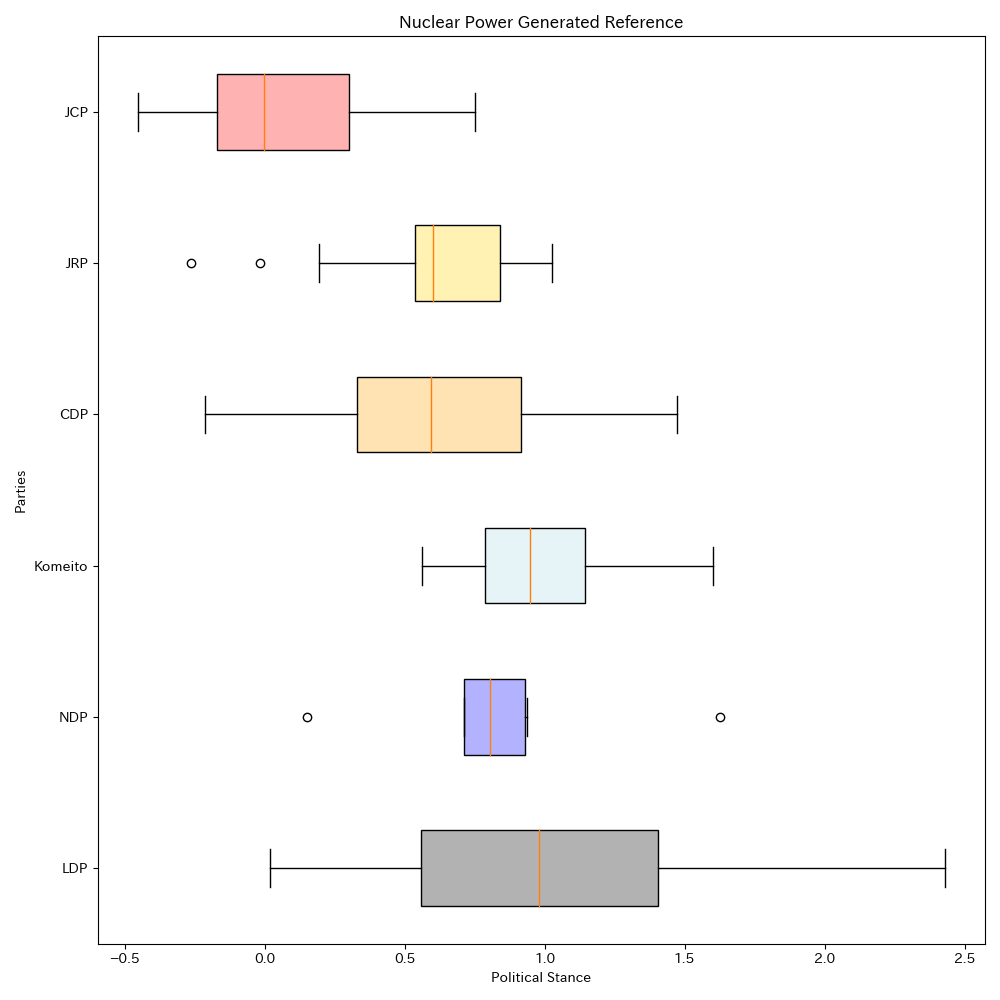 Nuclear Power Generated Reference
JCP
JRP
CDP
Komeito
NDP
LDP
Parties
−0.5 0.0 0.5 1.0 1.5 2.0 2.5
Political Stance